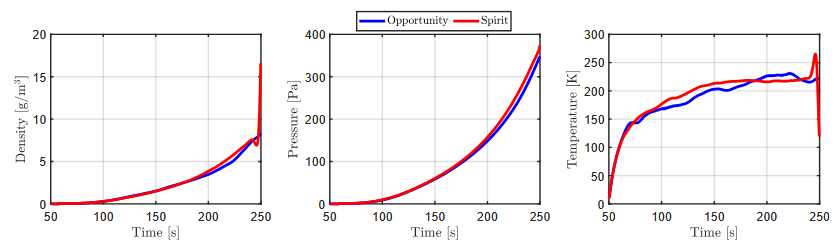 Opportunity Spirit
Density [g/m³]
20
15
10
5
0
50 100 150 200 250
Time [s]
Pressure [Pa]
400
300
200
100
0
50 100 150 200 250
Time [s]
Temperature [K]
300
250
200
150
100
50
0
50 100 150 200 250
Time [s]